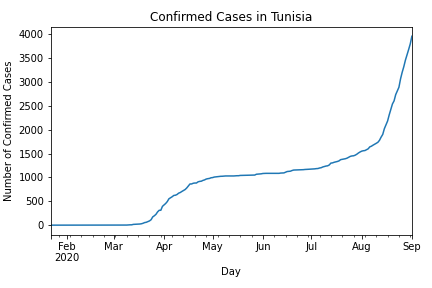 Confirmed Cases in Tunisia
Number of Confirmed Cases
4000
3500
3000
2500
2000
1500
1000
500
0
Feb Mar Apr May Jun Jul Aug Sep
2020
Day